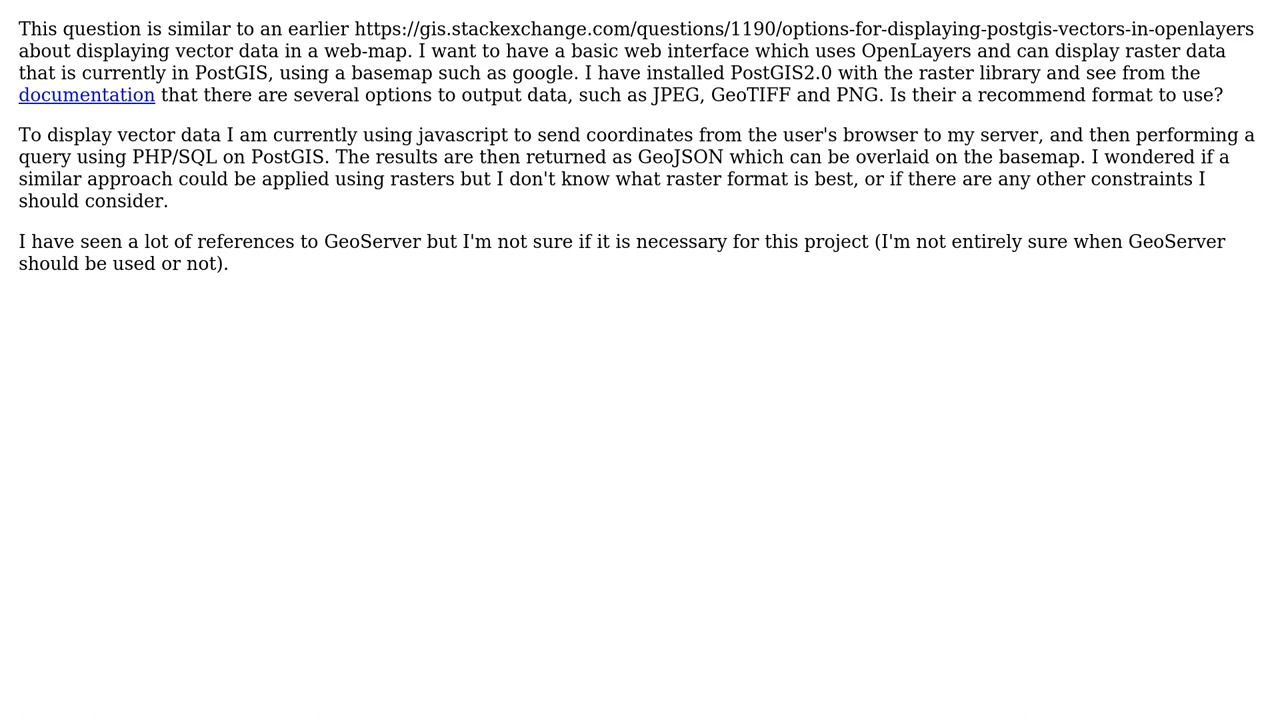 This question is similar to an earlier https://gis.stackexchange.com/questions/1190/options-for-displaying-postgis-vectors-in-openlayers
about displaying vector data in a web-map. I want to have a basic web interface which uses OpenLayers and can display raster data
that is currently in PostGIS, using a basemap such as google. I have installed PostGIS2.0 with the raster library and see from the
documentation that there are several options to output data, such as JPEG, GeoTIFF and PNG. Is their a recommend format to use?
To display vector data I am currently using javascript to send coordinates from the user's browser to my server, and then performing a
query using PHP/SQL on PostGIS. The results are then returned as GeoJSON which can be overlaid on the basemap. I wondered if a
similar approach could be applied using rasters but I don't know what raster format is best, or if there are any other constraints I
should consider.
I have seen a lot of references to GeoServer but I'm not sure if it is necessary for this project (I'm not entirely sure when GeoServer
should be used or not).